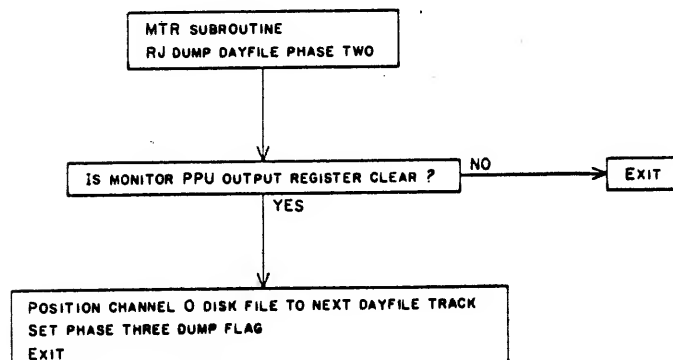 MTR SUBROUTINE
RJ DUMP DAYFILE PHASE TWO
IS MONITOR PPU OUTPUT REGISTER CLEAR ?
NO
EXIT
YES
POSITION CHANNEL 0 DISK FILE TO NEXT DAYFILE TRACK
SET PHASE THREE DUMP FLAG
EXIT